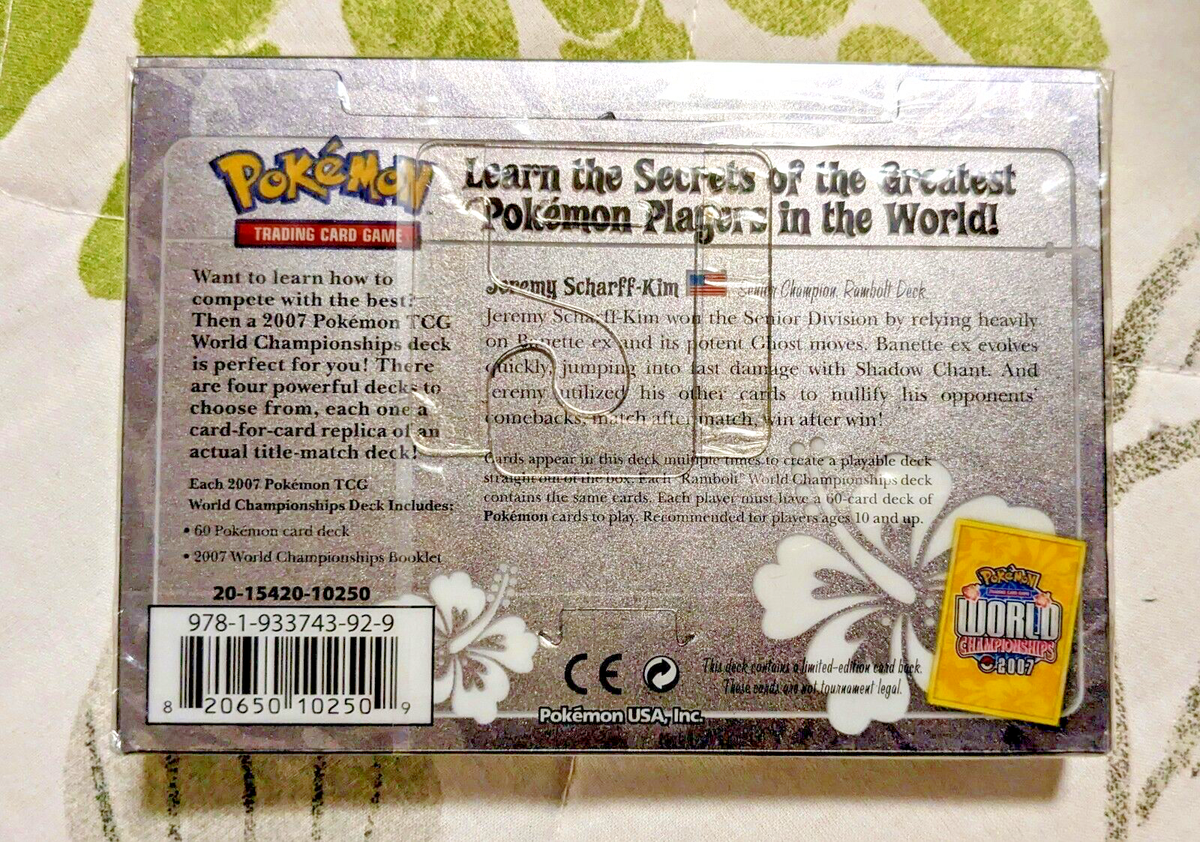 POKéMON
TRADING CARD GAME
Learn the Secrets of the Greatest
Pokémon Players in the World!
Want to learn how to
compete with the best?
Then a 2007 Pokémon TCG
World Championships deck
is perfect for you! There
are four powerful decks to
choose from, each one a
card-for-card replica of an
actual title-match deck!
Each 2007 Pokémon TCG
World Championships Deck Includes:
• 60 Pokémon card deck
• 2007 World Championships Booklet
20-15420-10250
978-1-933743-92-9
8 20650 10250 9
Jeremy Scharff-Kim Senior Champion, Rambolt Deck
Jeremy Scharff-Kim won the Senior Division by relying heavily
on Banette ex and its potent Ghost moves. Banette ex evolves
quickly, jumping into fast damage with Shadow Chant. And
Jeremy utilized his other cards to nullify his opponents'
comebacks, match after match, win after win!
Cards appear in this deck multiple times to create a playable deck
straight out of the box. Each "Rambolt" World Championships deck
contains the same cards. Each player must have a 60-card deck of
Pokémon cards to play. Recommended for players ages 10 and up.
CE
This deck contains a limited-edition card back.
These cards are not tournament legal.
Pokémon USA, Inc.
POKéMON
TRADING CARD GAME
WORLD
CHAMPIONSHIPS
2007